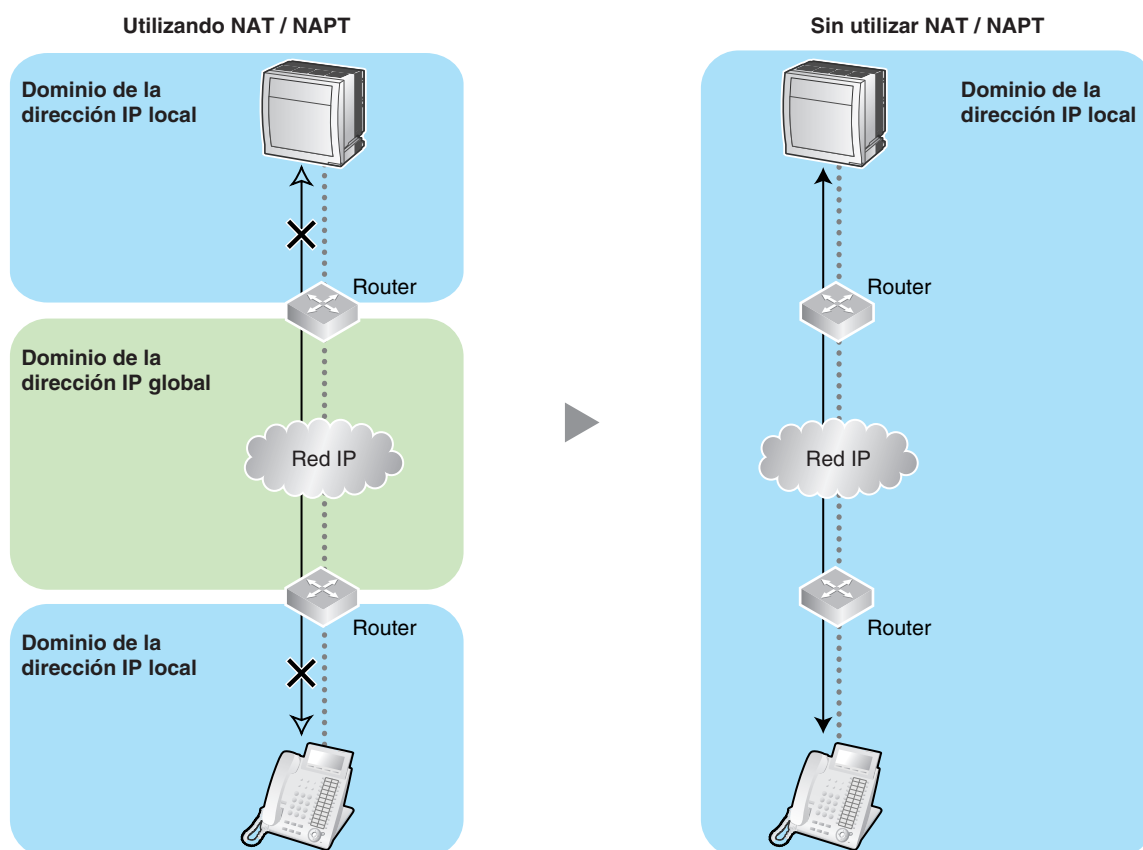 Utilizando NAT / NAPT
Dominio de la
dirección IP local
Router
Dominio de la
dirección IP global
Red IP
Router
Dominio de la
dirección IP local
Sin utilizar NAT / NAPT
Dominio de la
dirección IP local
Router
Red IP
Router